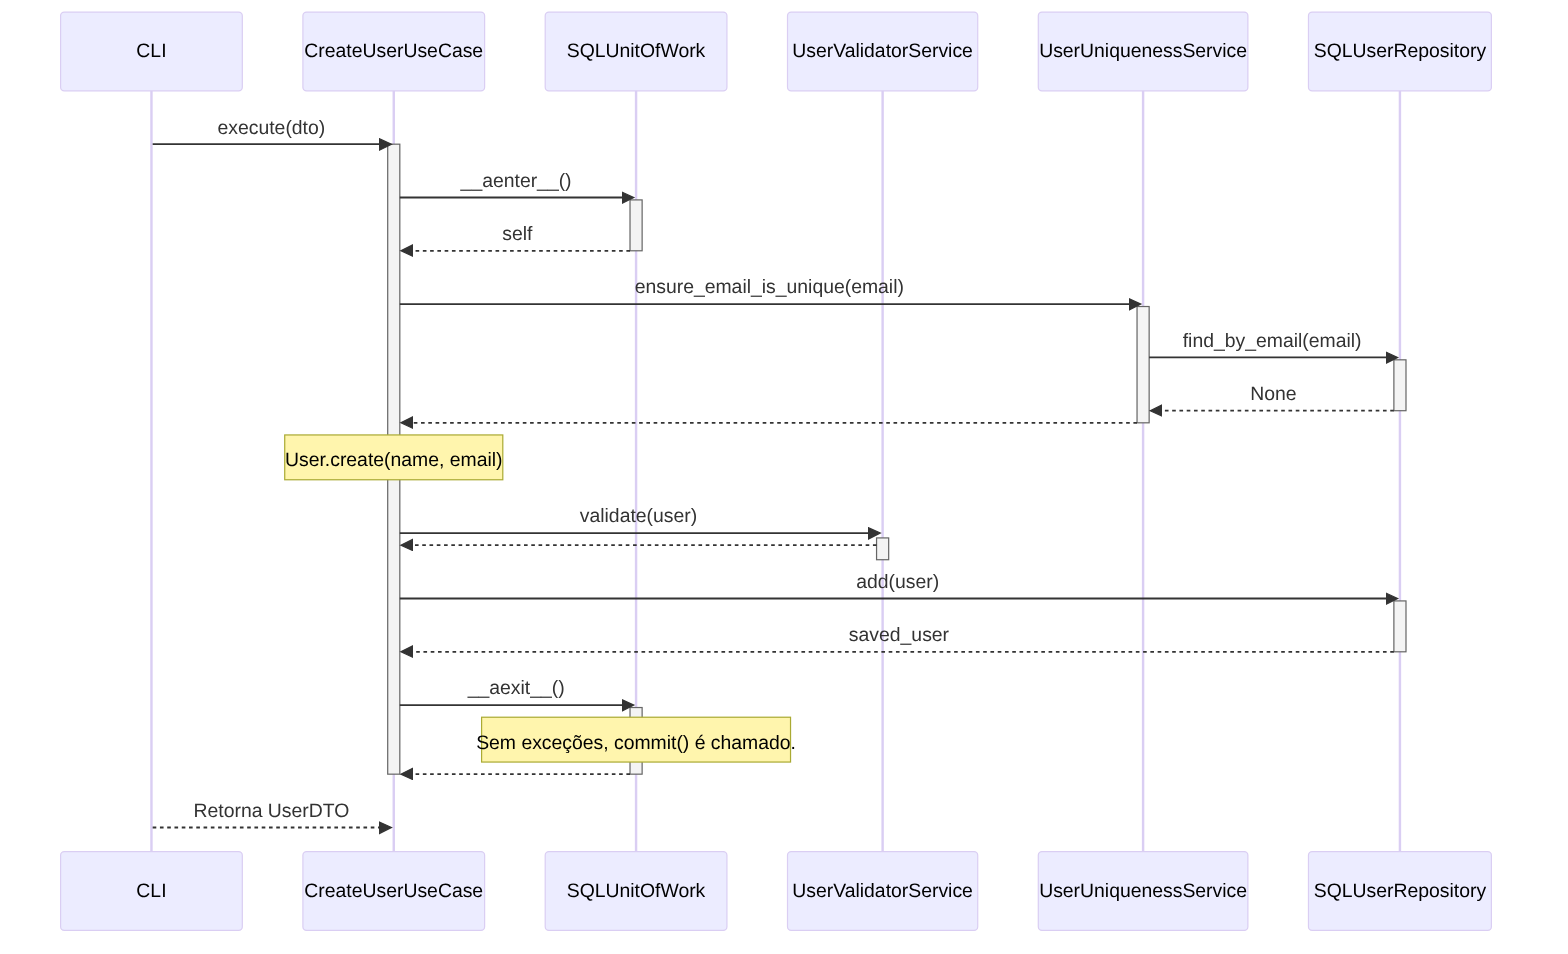 CLI
CreateUserUseCase
SQLUnitOfWork
UserValidatorService
UserUniquenessService
SQLUserRepository
execute(dto)
__aenter__()
self
ensure_email_is_unique(email)
find_by_email(email)
None
User.create(name, email)
validate(user)
add(user)
saved_user
__aexit__()
Sem exceções, commit() é chamado.
Retorna UserDTO
CLI
CreateUserUseCase
SQLUnitOfWork
UserValidatorService
UserUniquenessService
SQLUserRepository